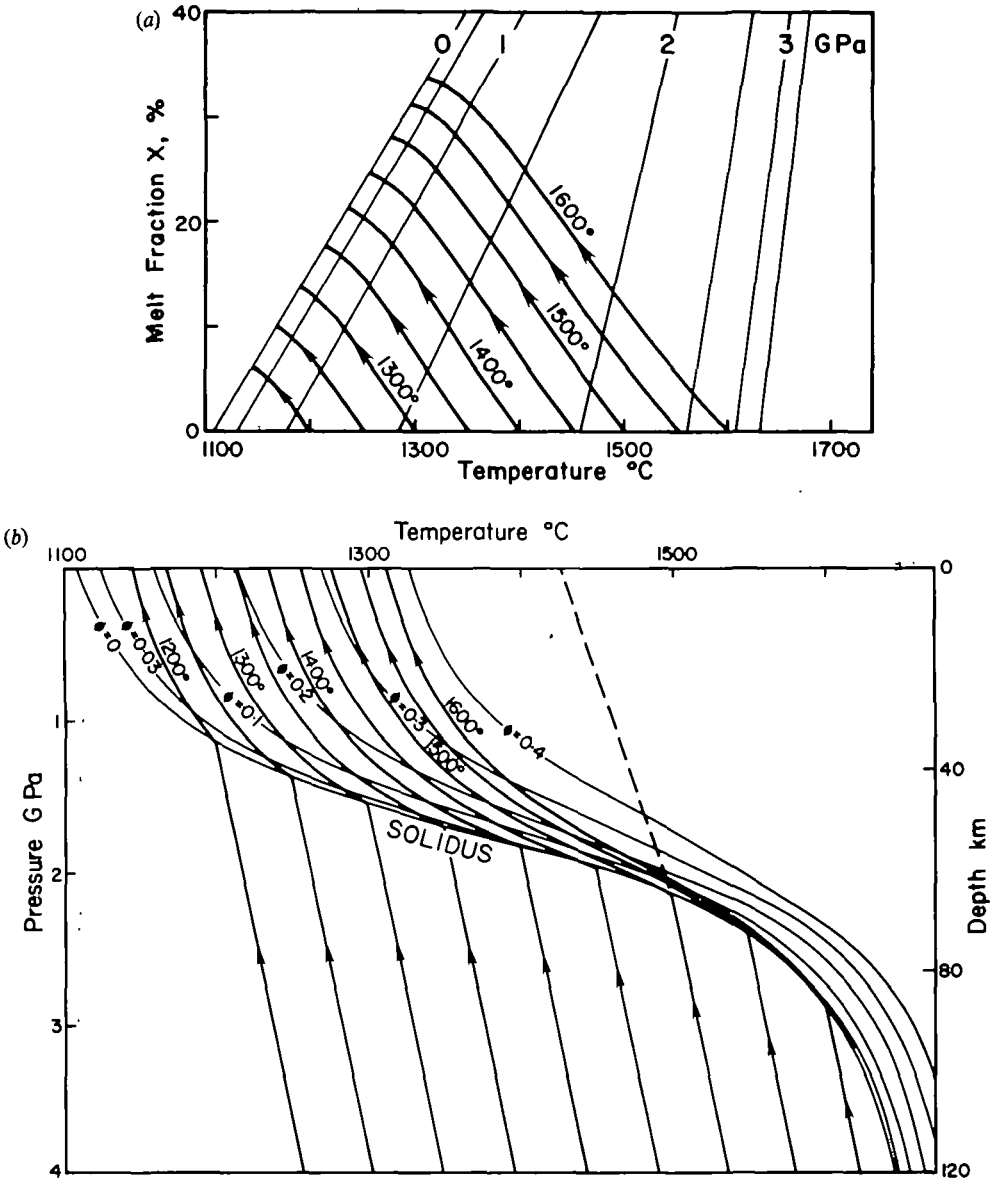 (a)
40
20
0
Melt Fraction X, %
0 1 2 3 GPa
1600°
1500°
1400°
1300°
1100 1300 1500 1700
Temperature °C
(b)
Temperature °C
1100 1300 1500
0
40
80
120
Depth km
1
2
3
4
Pressure GPa
ϕ=0
ϕ=0.03
1200°
ϕ=0.1
1300°
ϕ=0.2
1400°
ϕ=0.3
1500°
1600°
ϕ=0.4
SOLIDUS